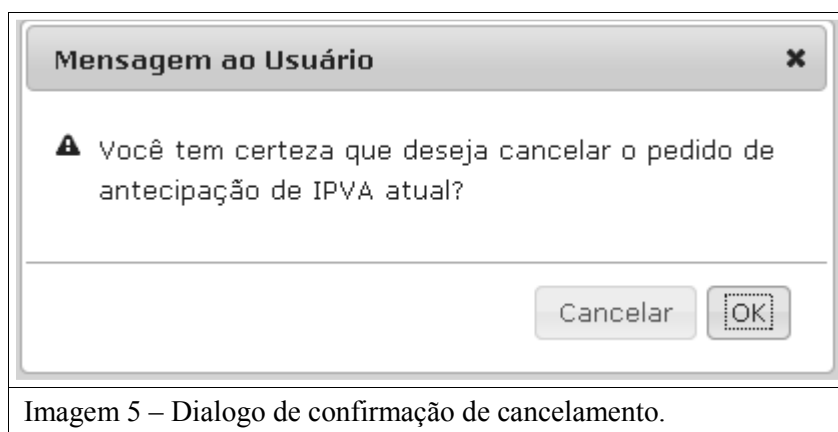 Mensagem ao Usuário
Você tem certeza que deseja cancelar o pedido de
antecipação de IPVA atual?
Cancelar OK
Imagem 5 – Dialogo de confirmação de cancelamento.